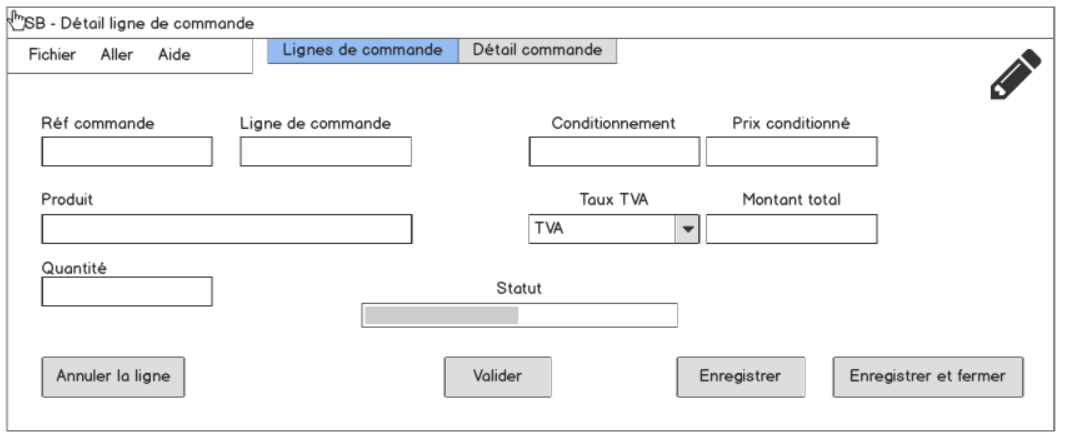 SB - Détail ligne de commande
Fichier Aller Aide
Lignes de commande Détail commande
Réf commande Ligne de commande Conditionnement Prix conditionné
Produit Taux TVA Montant total
TVA
Quantité
Statut
Annuler la ligne Valider Enregistrer Enregistrer et fermer